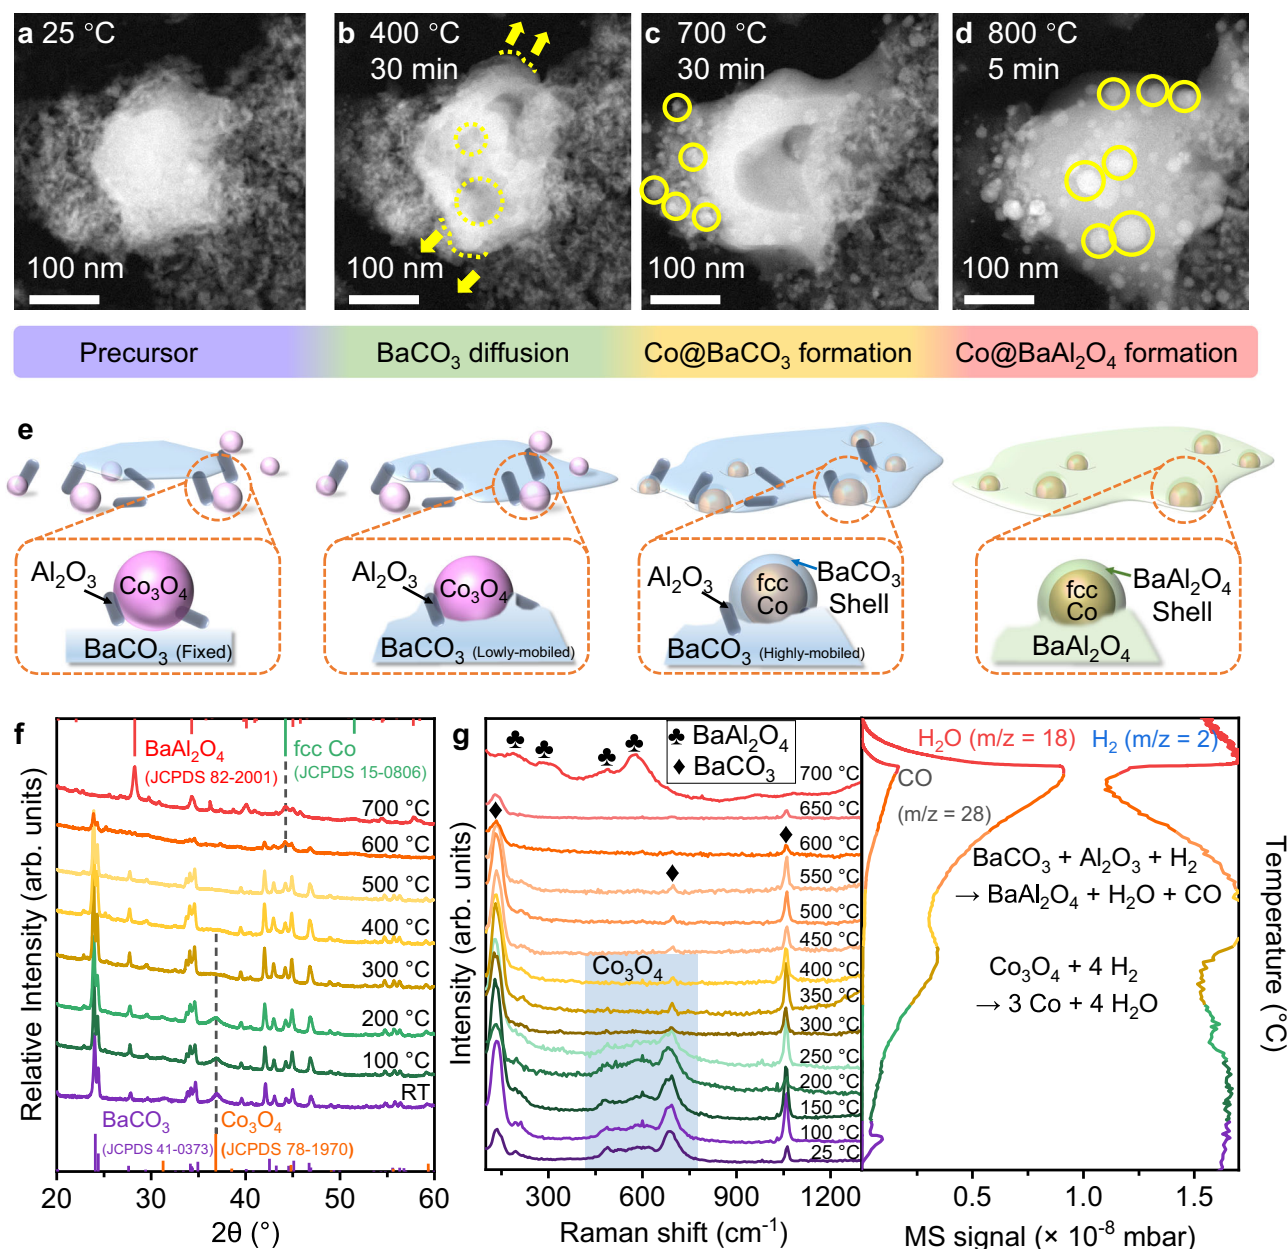 a 25 °C
b 400 °C
30 min
c 700 °C
30 min
d 800 °C
5 min
100 nm
100 nm
100 nm
100 nm
Precursor
BaCO₃ diffusion
Co@BaCO₃ formation
Co@BaAl₂O₄ formation
e
Al₂O₃
Co₃O₄
BaCO₃ (Fixed)
Al₂O₃
Co₃O₄
BaCO₃ (Lowly-mobiled)
Al₂O₃
fcc
Co
BaCO₃
Shell
BaCO₃ (Highly-mobiled)
fcc
Co
BaAl₂O₄
Shell
BaAl₂O₄
f
BaAl₂O₄
(JCPDS 82-2001)
fcc Co
(JCPDS 15-0806)
700 °C
600 °C
500 °C
400 °C
300 °C
200 °C
100 °C
RT
BaCO₃
(JCPDS 41-0373)
Co₃O₄
(JCPDS 78-1970)
20 30 40 50 60
2θ (°)
Relative Intensity (arb. units)
g
♣ BaAl₂O₄
♦ BaCO₃
700 °C
650 °C
600 °C
550 °C
500 °C
450 °C
400 °C
350 °C
300 °C
250 °C
200 °C
150 °C
100 °C
25 °C
Co₃O₄
300 600 900 1200
Raman shift (cm⁻¹)
Intensity (arb. units)
H₂O (m/z = 18)
H₂ (m/z = 2)
CO
(m/z = 28)
BaCO₃ + Al₂O₃ + H₂
→ BaAl₂O₄ + H₂O + CO
Co₃O₄ + 4 H₂
→ 3 Co + 4 H₂O
0.5 1.0 1.5
MS signal (× 10⁻⁸ mbar)
Temperature (°C)